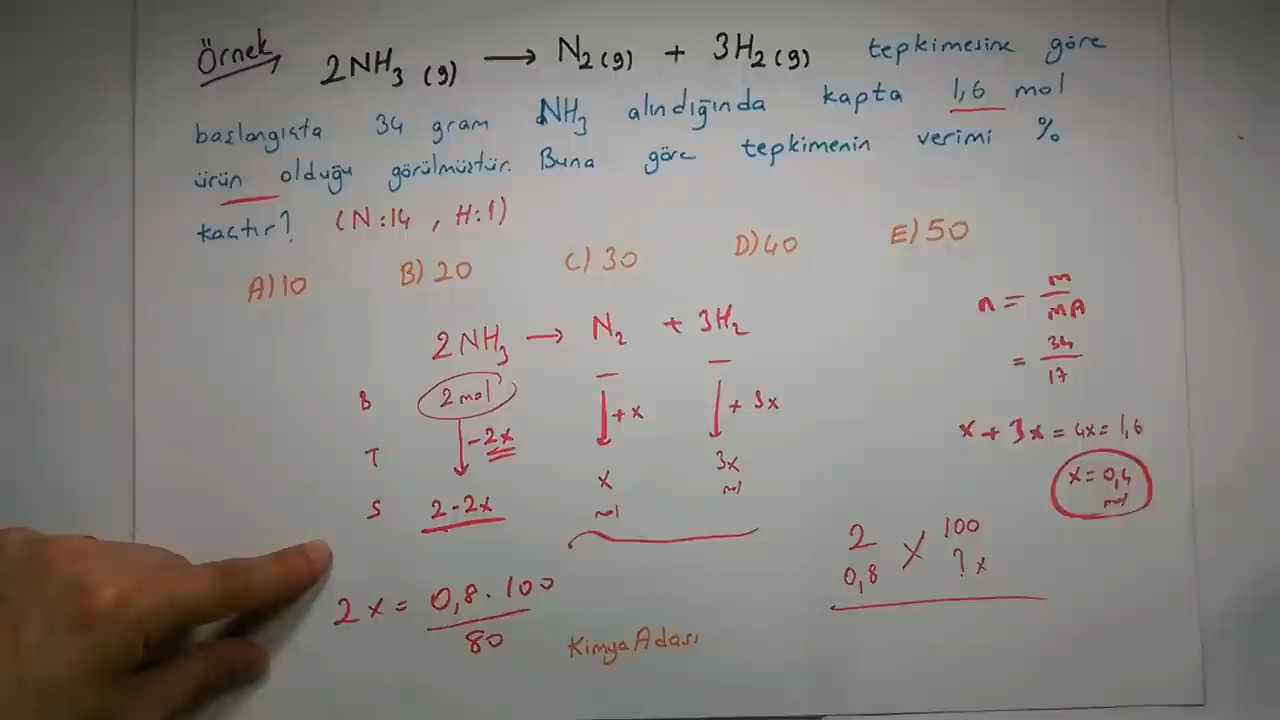 Örnek, 2NH3 (g) → N2(g) + 3H2(g) tepkimesine göre
başlangıçta 34 gram NH3 alındığında kapta 1,6 mol
ürün olduğu görülmüştür. Buna göre tepkimenin verimi %
kaçtır? (N:14 , H:1)
A)10 B)20 C)30 D)40 E)50
n = m/MA
= 34/17
2NH3 → N2 + 3H2
B 2mol — —
T -2x +x +3x
S 2-2x x mol 3x mol
x + 3x = 4x = 1,6
x = 0,4 mol
2 100
0,8 X ? x
2x = 0,8 . 100
80
KimyaAdası